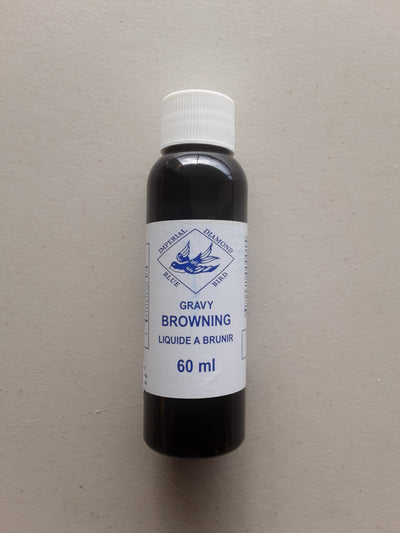 IMPERIAL DIAMOND
BLUE BIRD
GRAVY
BROWNING
LIQUIDE A BRUNIR
60 ml